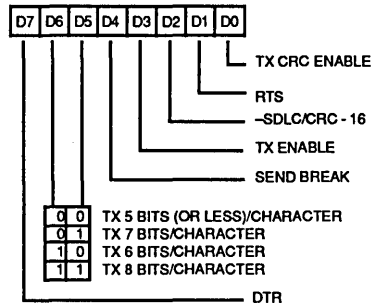 D7 D6 D5 D4 D3 D2 D1 D0
TX CRC ENABLE
RTS
–SDLC/CRC - 16
TX ENABLE
SEND BREAK
0 0 TX 5 BITS (OR LESS)/CHARACTER
0 1 TX 7 BITS/CHARACTER
1 0 TX 6 BITS/CHARACTER
1 1 TX 8 BITS/CHARACTER
DTR